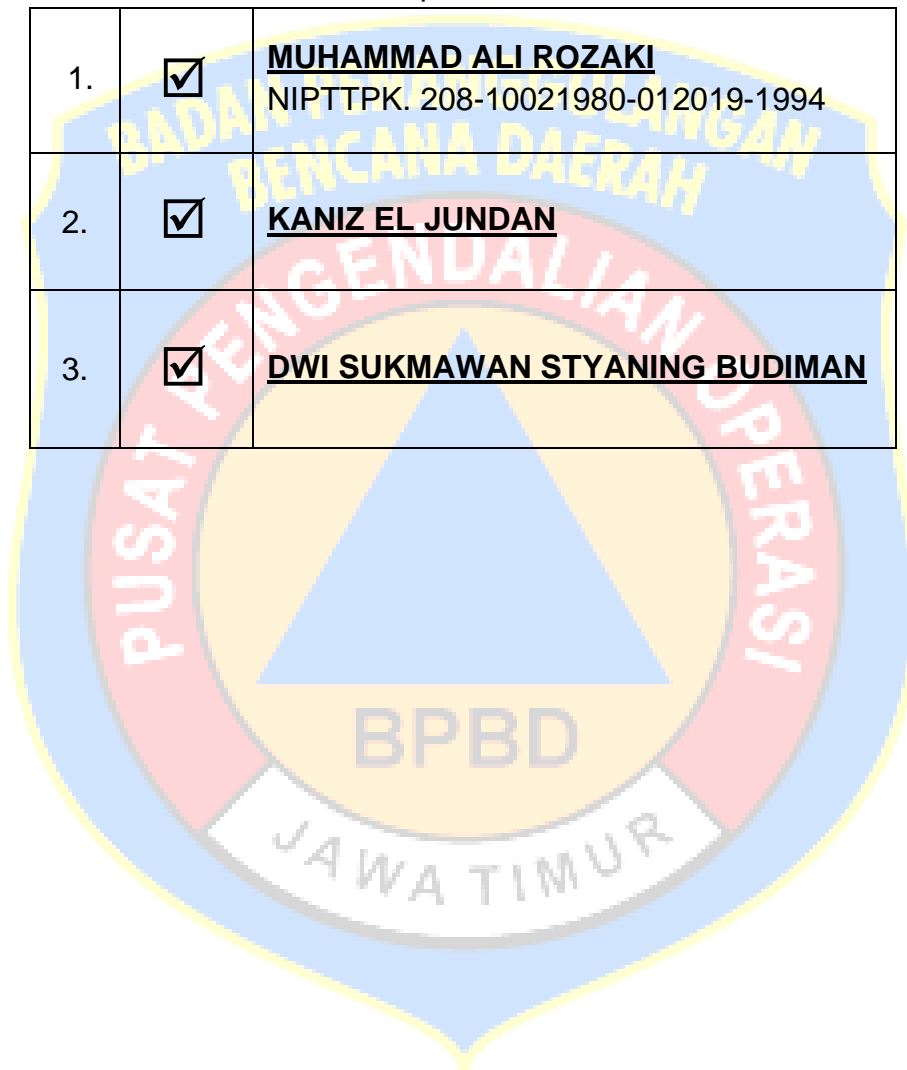 1. ☑ MUHAMMAD ALI ROZAKI
NIPTTPK. 208-10021980-012019-1994
2. ☑ KANIZ EL JUNDAN
3. ☑ DWI SUKMAWAN STYANING BUDIMAN
BADAN PENANGGULANGAN
BENCANA DAERAH
PUSAT PENGENDALIAN OPERASI
BPBD
JAWA TIMUR